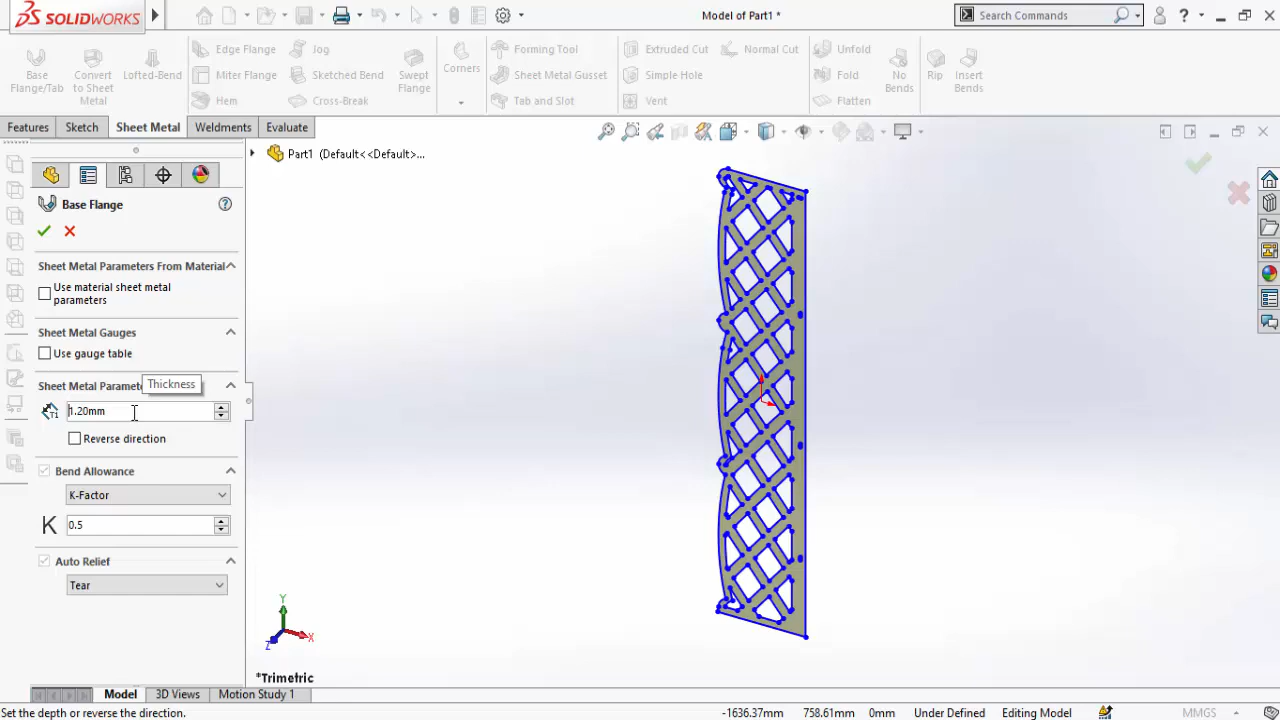 SOLIDWORKS
Model of Part1 *
Search Commands
Base Flange/Tab
Convert to Sheet Metal
Lofted-Bend
Edge Flange
Miter Flange
Hem
Jog
Sketched Bend
Cross-Break
Swept Flange
Corners
Forming Tool
Sheet Metal Gusset
Tab and Slot
Extruded Cut
Simple Hole
Vent
Normal Cut
Unfold
Fold
Flatten
No Bends
Rip
Insert Bends
Features
Sketch
Sheet Metal
Weldments
Evaluate
Part1 (Default<<Default>...
Base Flange
Sheet Metal Parameters From Material
Use material sheet metal
parameters
Sheet Metal Gauges
Use gauge table
Sheet Metal Paramete
Thickness
1.20mm
Reverse direction
Bend Allowance
K-Factor
K
0.5
Auto Relief
Tear
Y
X
Z
*Trimetric
Model
3D Views
Motion Study 1
Set the depth or reverse the direction.
-1636.37mm
758.61mm
0mm
Under Defined
Editing Model
MMGS